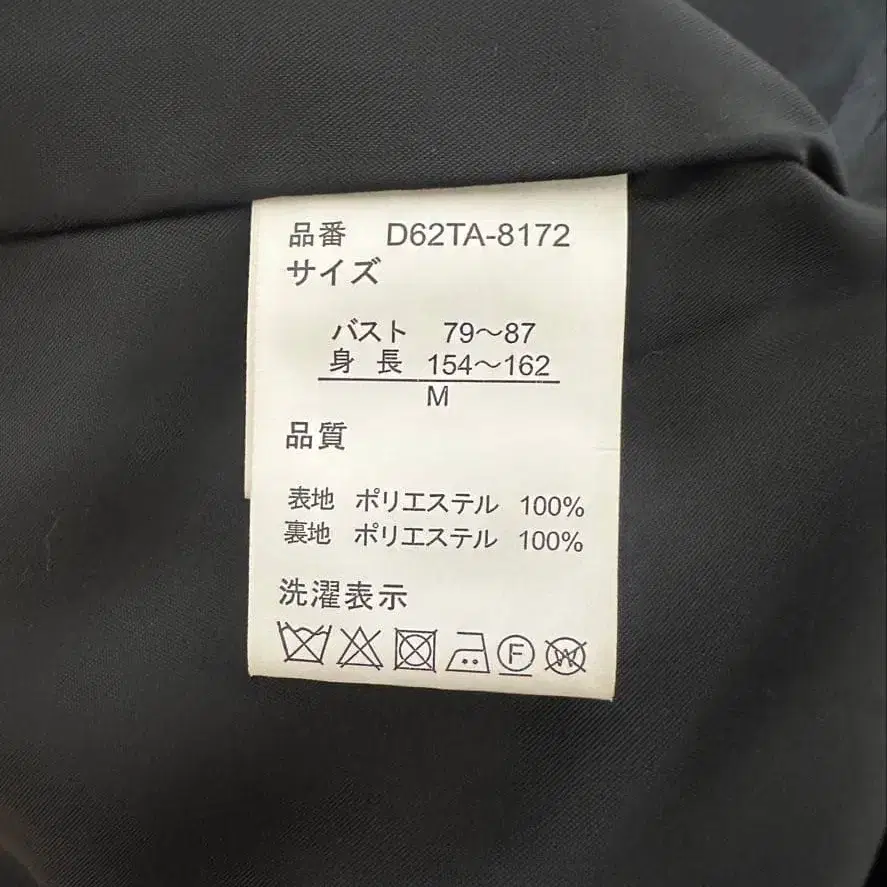 品番 D62TA-8172
サイズ
バスト 79～87
身 長 154～162
M
品質
表地 ポリエステル 100%
裏地 ポリエステル 100%
洗濯表示
F W